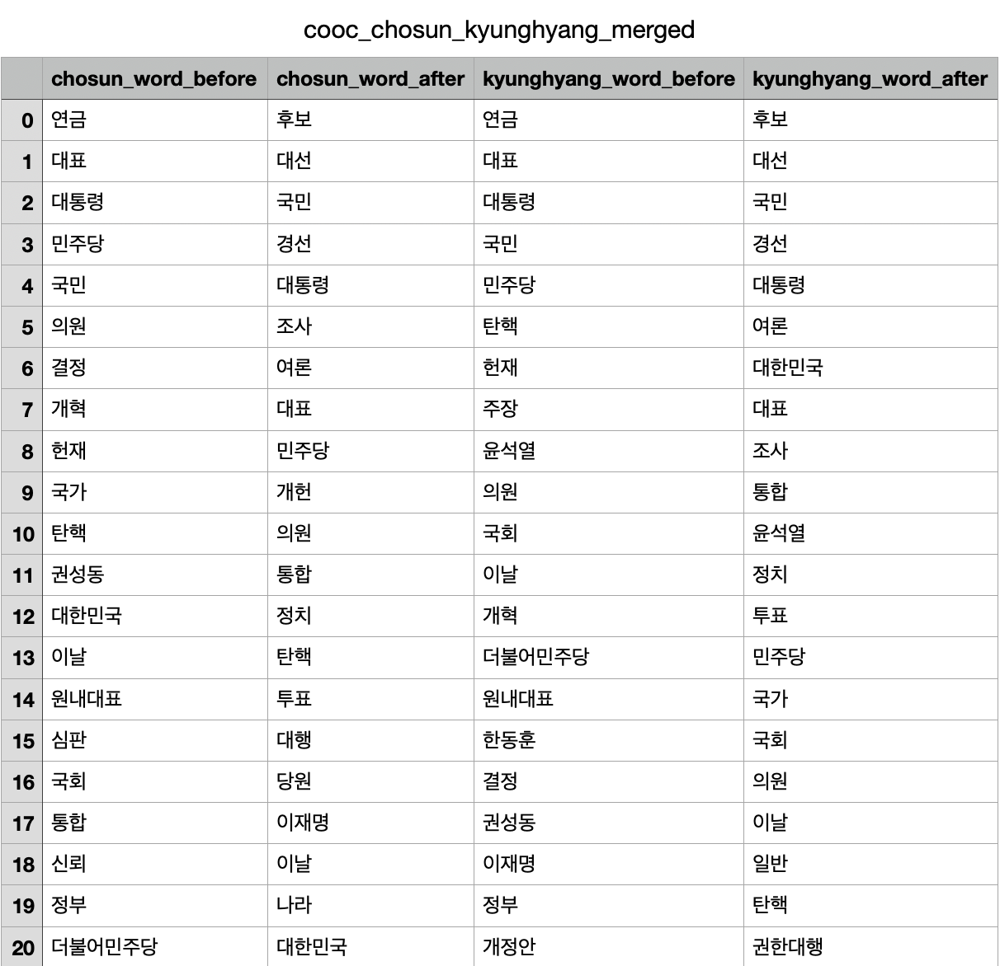 cooc_chosun_kyunghyang_merged
chosun_word_before chosun_word_after kyunghyang_word_before kyunghyang_word_after
0 연금 후보 연금 후보
1 대표 대선 대표 대선
2 대통령 국민 대통령 국민
3 민주당 경선 국민 경선
4 국민 대통령 민주당 대통령
5 의원 조사 탄핵 여론
6 결정 여론 헌재 대한민국
7 개혁 대표 주장 대표
8 헌재 민주당 윤석열 조사
9 국가 개헌 의원 통합
10 탄핵 의원 국회 윤석열
11 권성동 통합 이날 정치
12 대한민국 정치 개혁 투표
13 이날 탄핵 더불어민주당 민주당
14 원내대표 투표 원내대표 국가
15 심판 대행 한동훈 국회
16 국회 당원 결정 의원
17 통합 이재명 권성동 이날
18 신뢰 이날 이재명 일반
19 정부 나라 정부 탄핵
20 더불어민주당 대한민국 개정안 권한대행